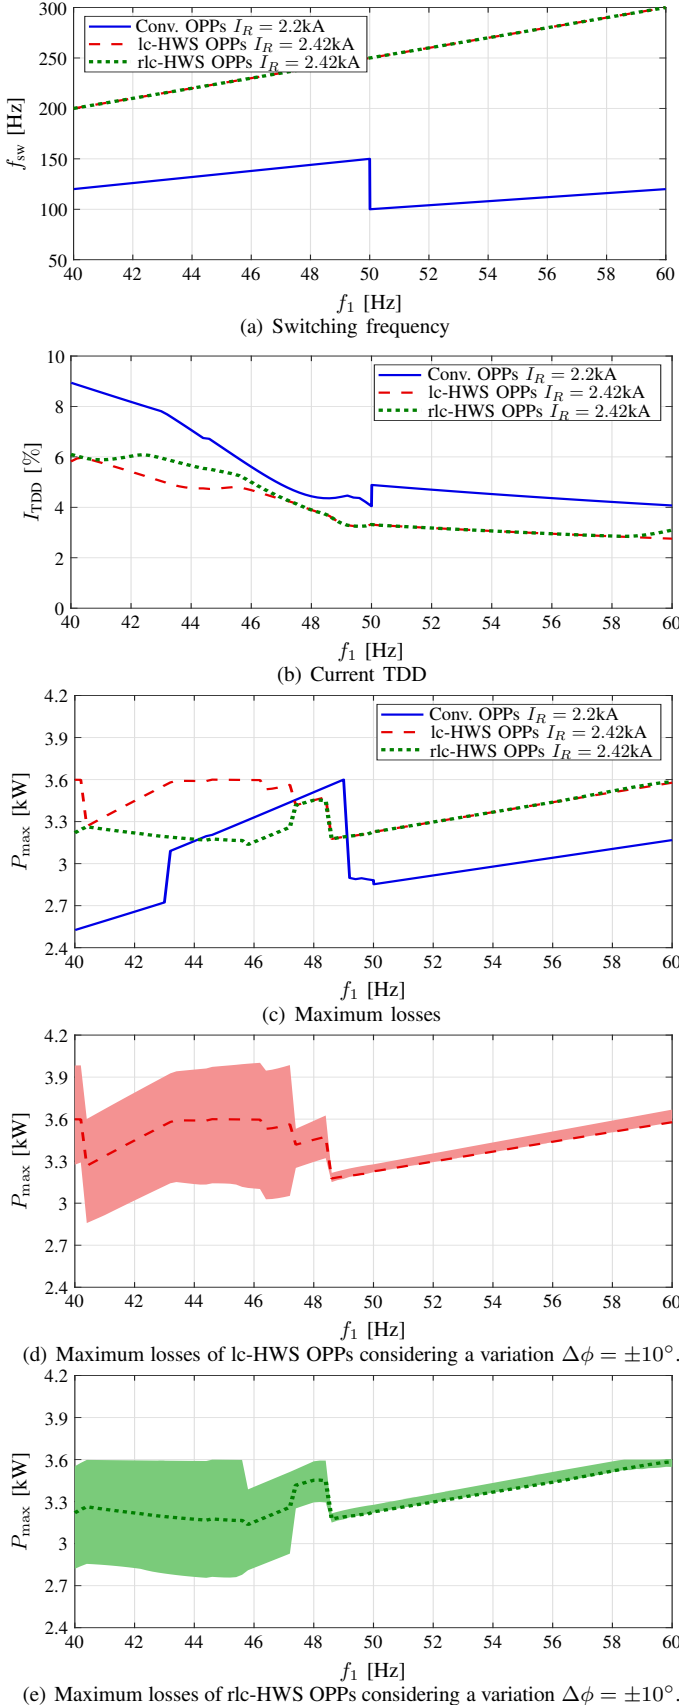 300
250
200
150
100
50
f_sw [Hz]
Conv. OPPs I_R = 2.2kA
lc-HWS OPPs I_R = 2.42kA
rlc-HWS OPPs I_R = 2.42kA
40 42 44 46 48 50 52 54 56 58 60
f_1 [Hz]
(a) Switching frequency
10
8
6
4
2
0
I_TDD [%]
Conv. OPPs I_R = 2.2kA
lc-HWS OPPs I_R = 2.42kA
rlc-HWS OPPs I_R = 2.42kA
40 42 44 46 48 50 52 54 56 58 60
f_1 [Hz]
(b) Current TDD
4.2
3.9
3.6
3.3
3
2.7
2.4
P_max [kW]
Conv. OPPs I_R = 2.2kA
lc-HWS OPPs I_R = 2.42kA
rlc-HWS OPPs I_R = 2.42kA
40 42 44 46 48 50 52 54 56 58 60
f_1 [Hz]
(c) Maximum losses
4.2
3.9
3.6
3.3
3
2.7
2.4
P_max [kW]
40 42 44 46 48 50 52 54 56 58 60
f_1 [Hz]
(d) Maximum losses of lc-HWS OPPs considering a variation Δϕ = ±10°.
4.2
3.9
3.6
3.3
3
2.7
2.4
P_max [kW]
40 42 44 46 48 50 52 54 56 58 60
f_1 [Hz]
(e) Maximum losses of rlc-HWS OPPs considering a variation Δϕ = ±10°.